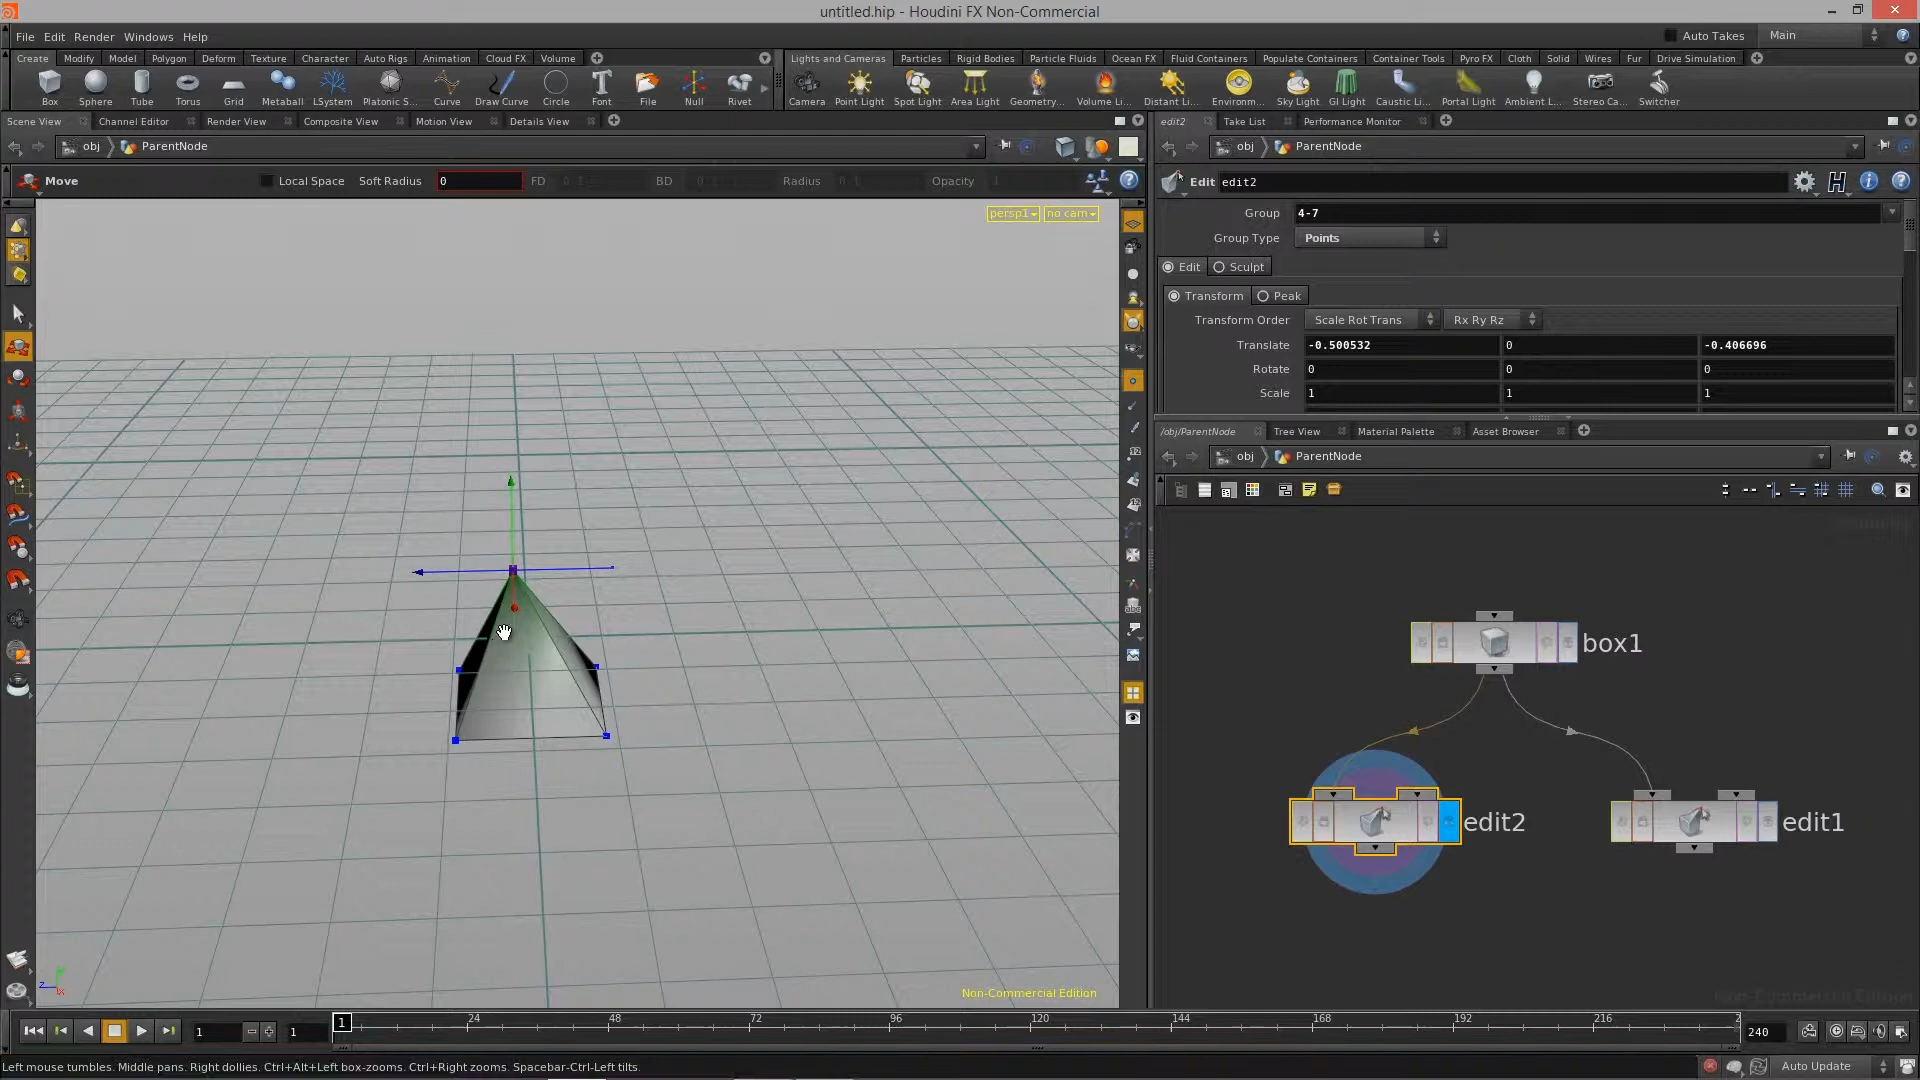 untitled.hip - Houdini FX Non-Commercial
File Edit Render Windows Help
Auto Takes Main
Create Modify Model Polygon Deform Texture Character Auto Rigs Animation Cloud FX Volume
Lights and Cameras Particles Rigid Bodies Particle Fluids Ocean FX Fluid Containers Populate Containers Container Tools Pyro FX Cloth Solid Wires Fur Drive Simulation
Box Sphere Tube Torus Grid Metaball LSystem Platonic S... Curve Draw Curve Circle Font File Null Rivet
Camera Point Light Spot Light Area Light Geometry... Volume Li... Distant Li... Environm... Sky Light GI Light Caustic Li... Portal Light Ambient L... Stereo Ca... Switcher
Scene View Channel Editor Render View Composite View Motion View Details View
edit2 Take List Performance Monitor
obj ParentNode
obj ParentNode
Move Local Space Soft Radius 0 FD 0.1 BD Radius 0.1 Opacity 1
Edit edit2
persp1 no cam
Group 4-7
Group Type Points
Edit Sculpt
Transform Peak
Transform Order Scale Rot Trans Rx Ry Rz
Translate -0.500532 0 -0.406696
Rotate 0 0 0
Scale 1 1 1
/obj/ParentNode Tree View Material Palette Asset Browser
obj ParentNode
box1
edit2
edit1
Non-Commercial Edition
Non-Commercial Edition
1 1 1 24 48 72 96 120 144 168 192 216 2 240
Left mouse tumbles. Middle pans. Right dollies. Ctrl+Alt+Left box-zooms. Ctrl+Right zooms. Spacebar-Ctrl-Left tilts.
Auto Update